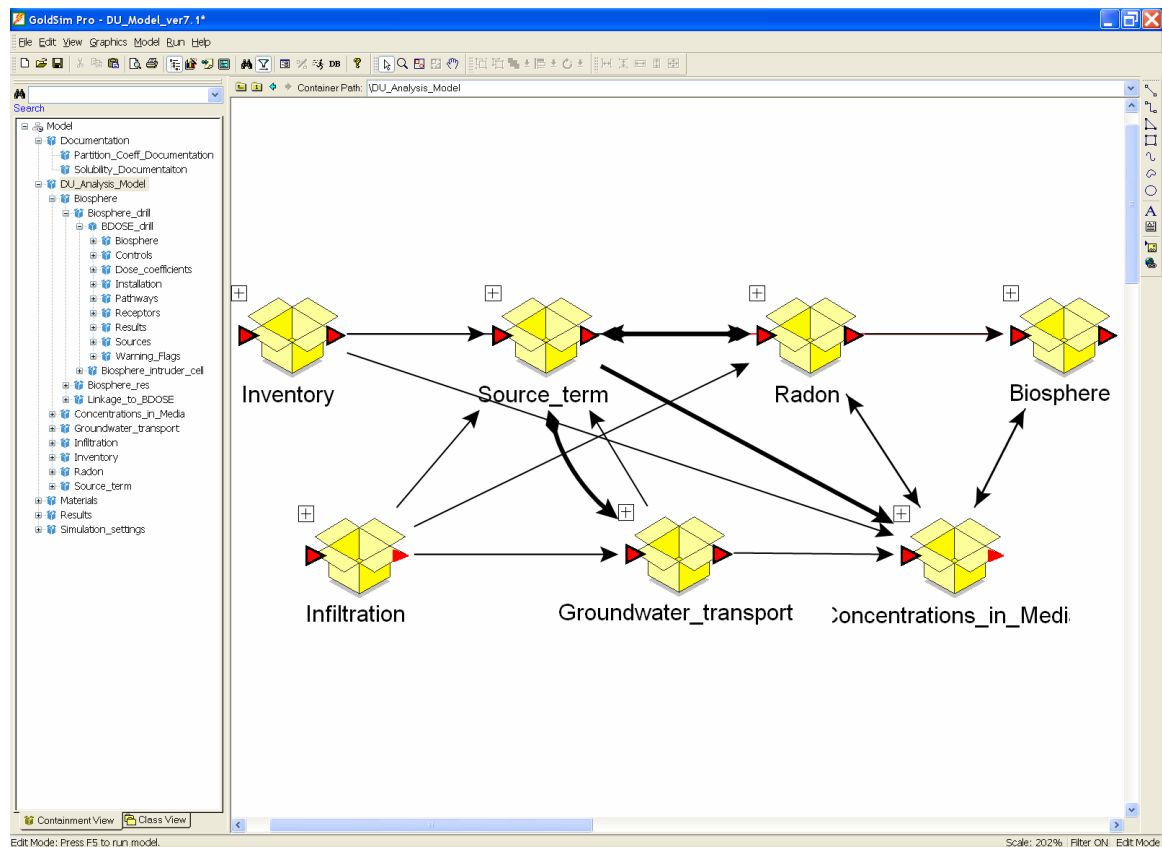 GoldSim Pro - DU_Model_ver7.1*
File Edit View Graphics Model Run Help
DB
Container Path: \DU_Analysis_Model
Search
Model
Documentation
Partition_Coeff_Documentation
Solubility_Documentaiton
DU_Analysis_Model
Biosphere
Biosphere_drill
BDOSE_drill
Biosphere
Controls
Dose_coefficients
Installation
Pathways
Receptors
Results
Sources
Warning_Flags
Biosphere_intruder_cell
Biosphere_res
Linkage_to_BDOSE
Concentrations_in_Media
Groundwater_transport
Infiltration
Inventory
Radon
Source_term
Materials
Results
Simulation_settings
Inventory
Source_term
Radon
Biosphere
Infiltration
Groundwater_transport
Concentrations_in_Medi
A
Containment View Class View
Edit Mode: Press F5 to run model.
Scale: 202% Filter ON Edit Mode